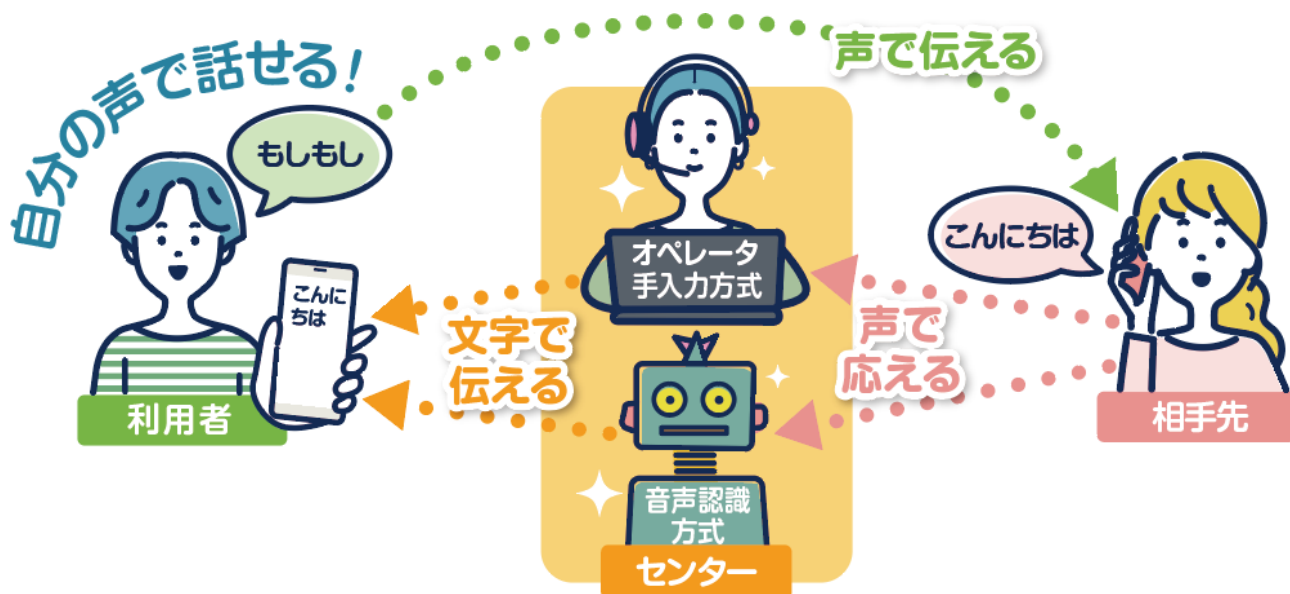 自分の声で話せる!
もしもし
声で伝える
こんにちは
オペレータ
手入力方式
こんに
ちは
文字で
伝える
声で
応える
利用者
相手先
音声認識
方式
センター